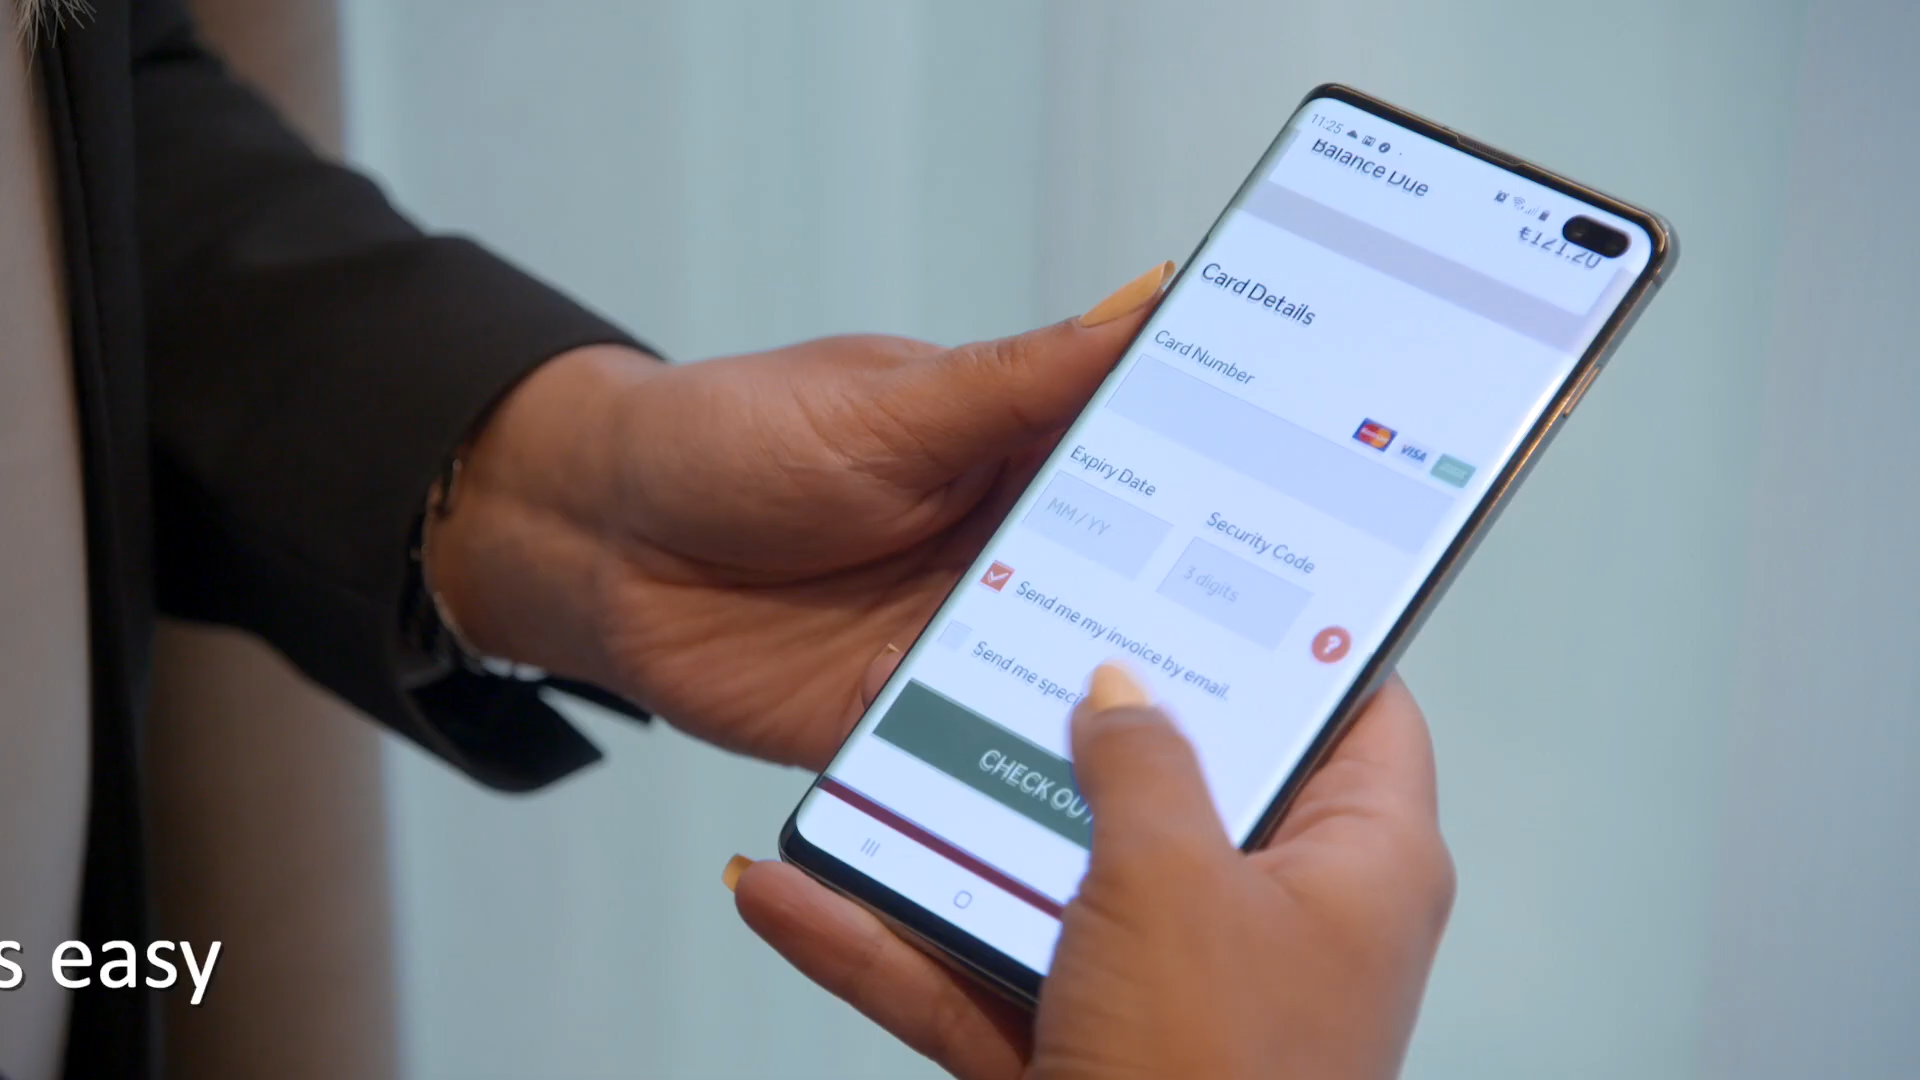 11:25
Balance Due
€121.20
Card Details
Card Number
VISA
Expiry Date
Security Code
MM / YY
3 digits
?
Send me my invoice by email.
Send me speci
CHECK OUT
s easy